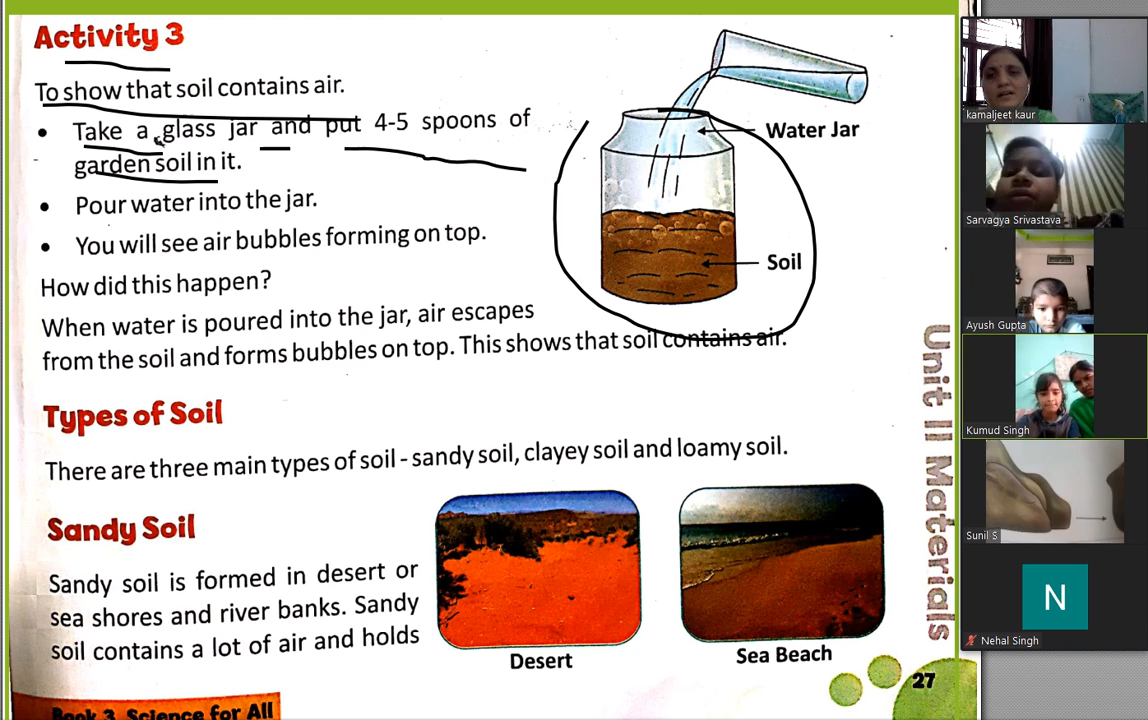 Activity 3
To show that soil contains air.
• Take a glass jar and put 4-5 spoons of
garden soil in it.
• Pour water into the jar.
• You will see air bubbles forming on top.
How did this happen?
When water is poured into the jar, air escapes
from the soil and forms bubbles on top. This shows that soil contains air.
Water Jar
Soil
Types of Soil
There are three main types of soil - sandy soil, clayey soil and loamy soil.
Sandy Soil
Sandy soil is formed in desert or
sea shores and river banks. Sandy
soil contains a lot of air and holds
Desert
Sea Beach
Unit II Materials
27
Book 3 Science for All
kamaljeet kaur
Sarvagya Srivastava
Ayush Gupta
Kumud Singh
Sunil S
N
Nehal Singh